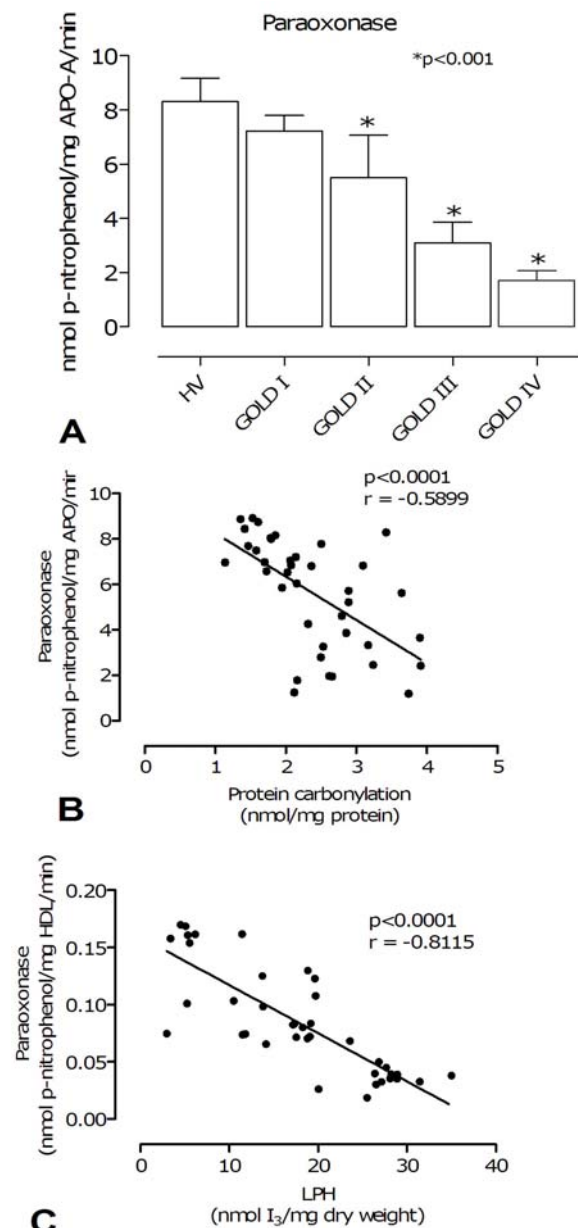 Paraoxonase
*p<0.001
nmol p-ntrophenol/mg APO-A/min
10
8
6
4
2
0
*
*
*
HV
GOLD I
GOLD II
GOLD III
GOLD IV
A
p<0.0001
r = -0.5899
Paraoxonase
(nmol p-nitrophenol/mg APO/mir
10
8
6
4
2
0
0 1 2 3 4 5
Protein carbonylation
(nmol/mg protein)
B
p<0.0001
r = -0.8115
Paraoxonase
(nmol p-nitrophenol/mg HDL/min)
0.20
0.15
0.10
0.05
0.00
0 10 20 30 40
LPH
(nmol I3/mg dry weight)
C